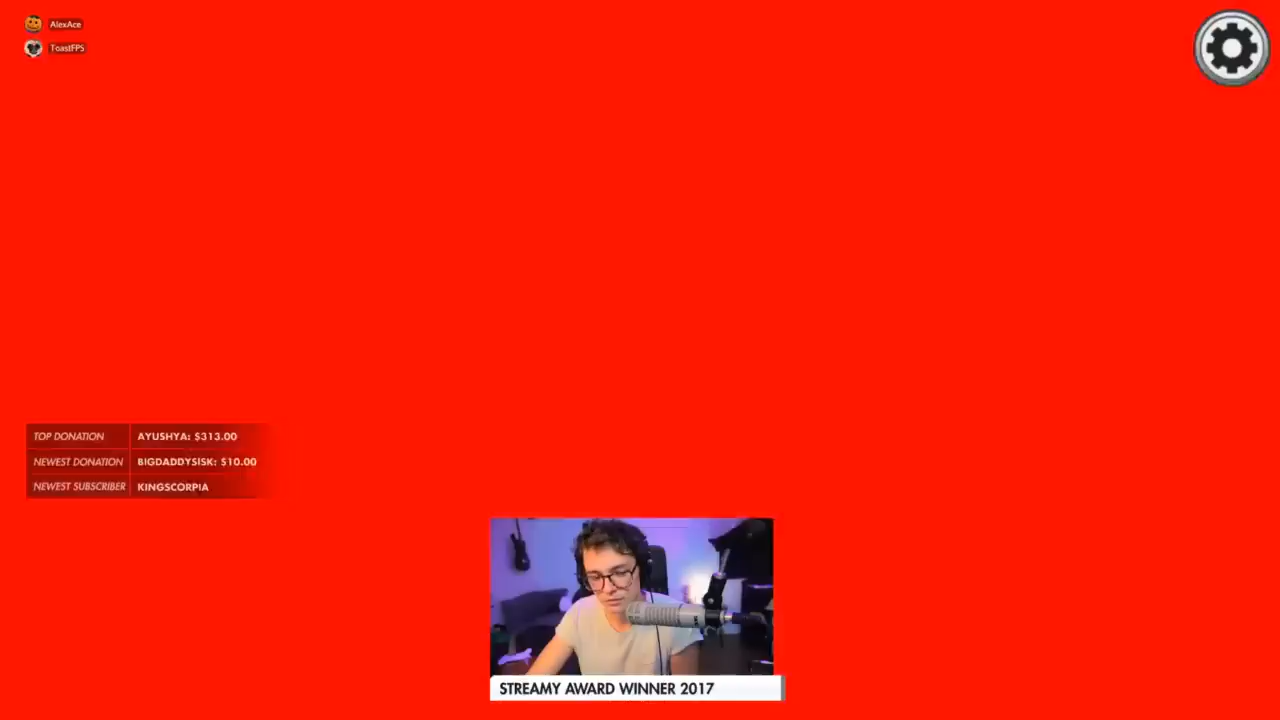 AlexAce
ToastFPS
TOP DONATION AYUSHYA: $313.00
NEWEST DONATION BIGDADDYSISK: $10.00
NEWEST SUBSCRIBER KINGSCORPIA
STREAMY AWARD WINNER 2017